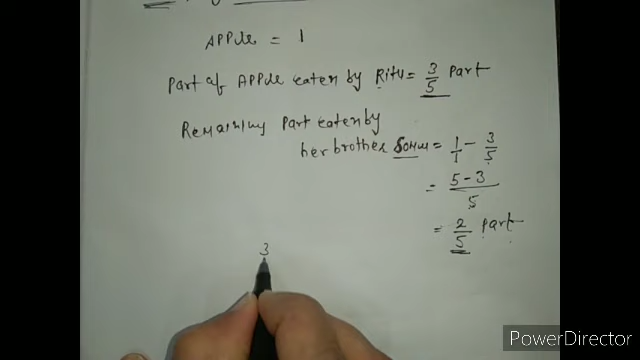 APPle = 1
Part of APPle eaten by Ritu = 3/5 Part
Remaining Part eaten by
her brother Somu = 1/1 - 3/5
= 5 - 3 / 5
= 2/5 Part
3
PowerDirector